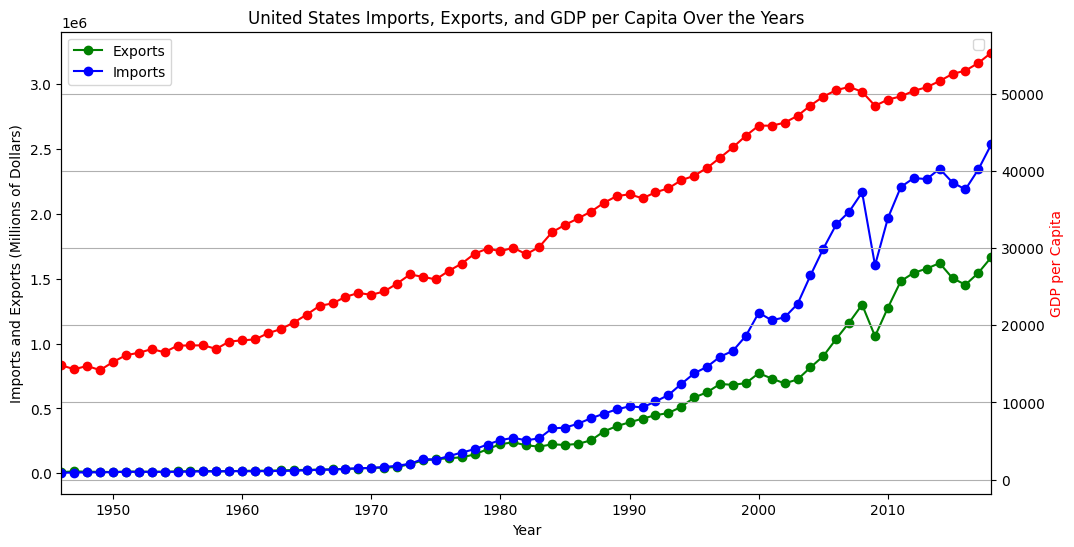 United States Imports, Exports, and GDP per Capita Over the Years
1e6
Exports
Imports
3.0
2.5
2.0
1.5
1.0
0.5
0.0
Imports and Exports (Millions of Dollars)
50000
40000
30000
20000
10000
0
GDP per Capita
1950
1960
1970
1980
1990
2000
2010
Year